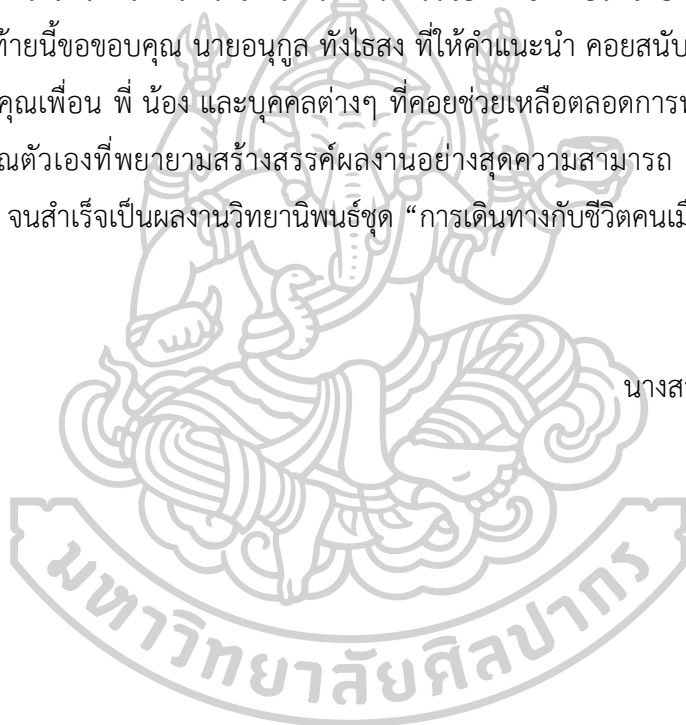 ท้ายนี้ขอขอบคุณ นายอนุกูล ทังไธสง ที่ให้คำแนะนำ คอยสนับ
คุณเพื่อน พี่ น้อง และบุคคลต่างๆ ที่คอยช่วยเหลือตลอดการ
ณตัวเองที่พยายามสร้างสรรค์ผลงานอย่างสุดความสามารถ
จนสำเร็จเป็นผลงานวิทยานิพนธ์ชุด “การเดินทางกับชีวิตคนเมื
นางสา
มหาวิทยาลัยศิลปากร